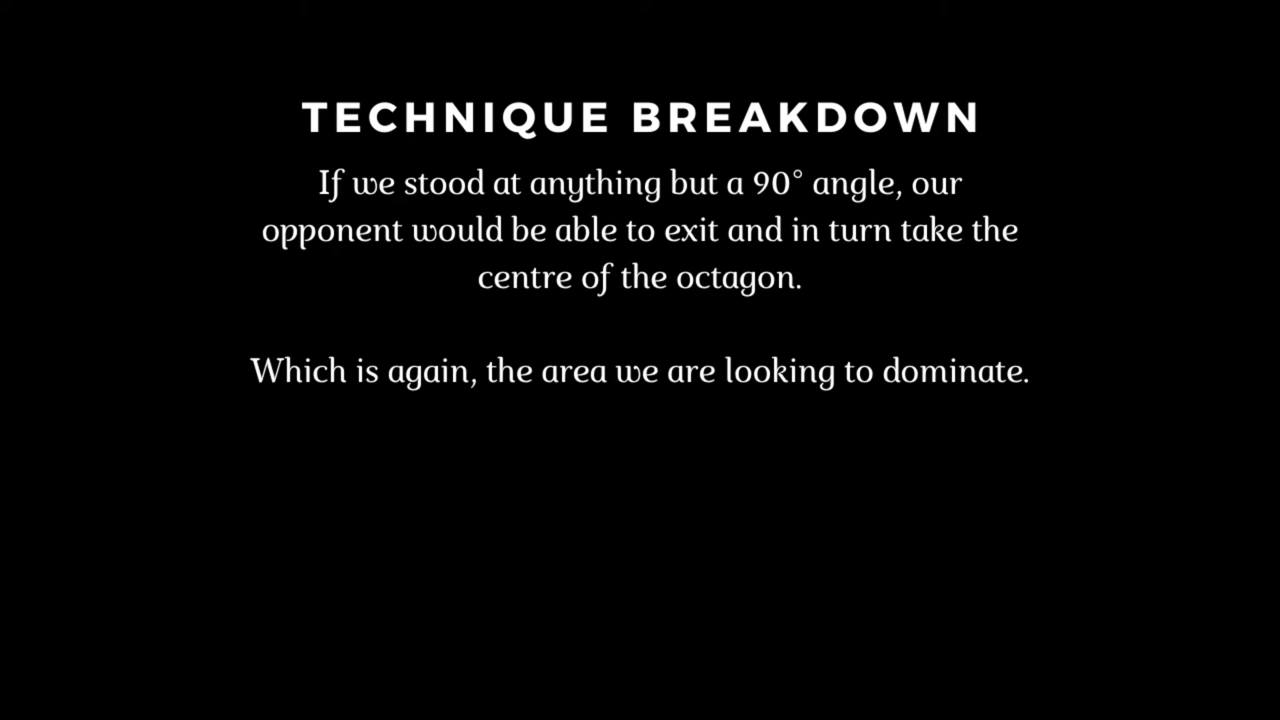 TECHNIQUE BREAKDOWN
If we stood at anything but a 90° angle, our
opponent would be able to exit and in turn take the
centre of the octagon.
Which is again, the area we are looking to dominate.